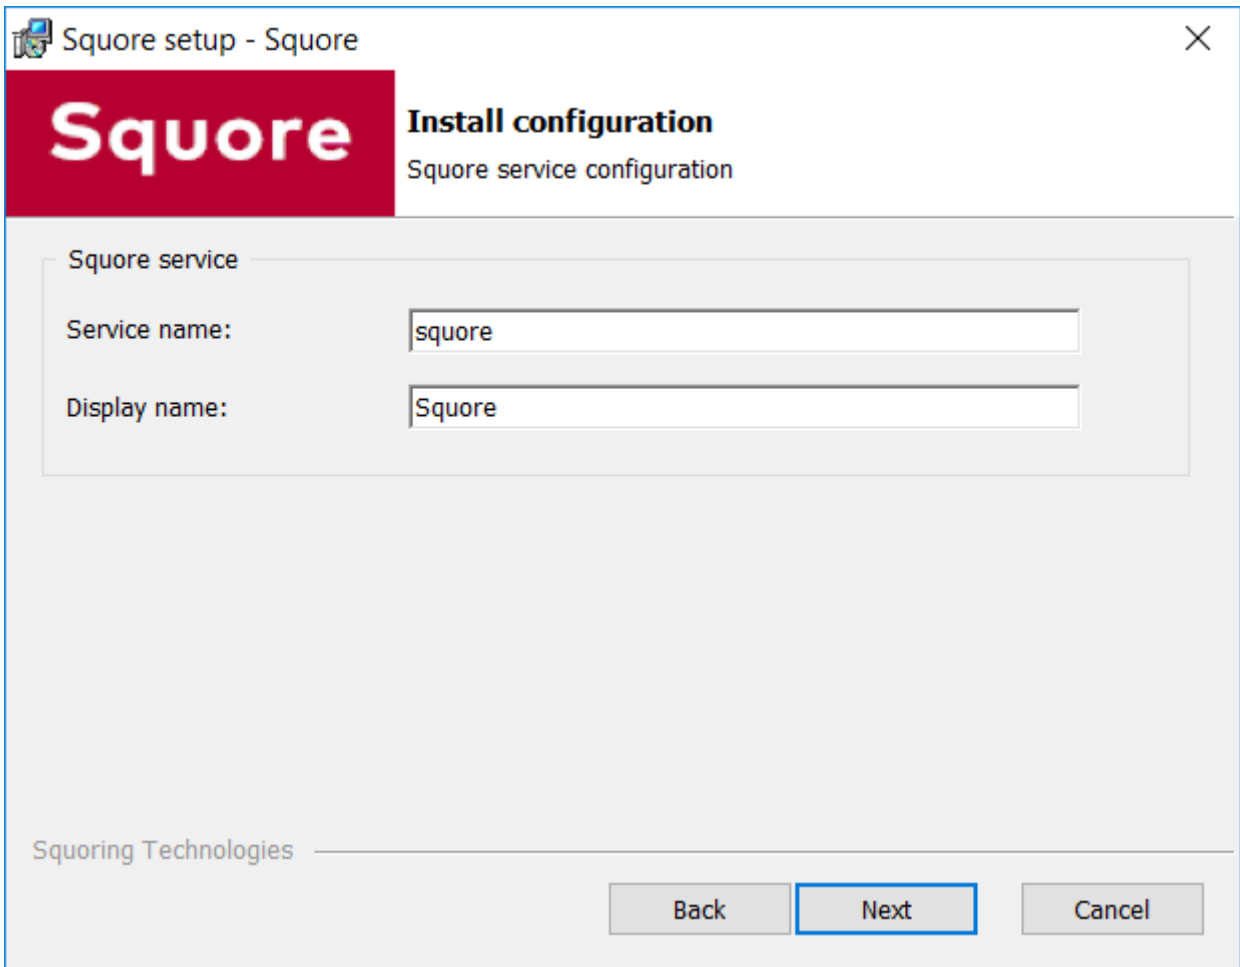 Squore setup - Squore
Squore
Install configuration
Squore service configuration
Squore service
Service name:
squore
Display name:
Squore
Squoring Technologies
Back
Next
Cancel